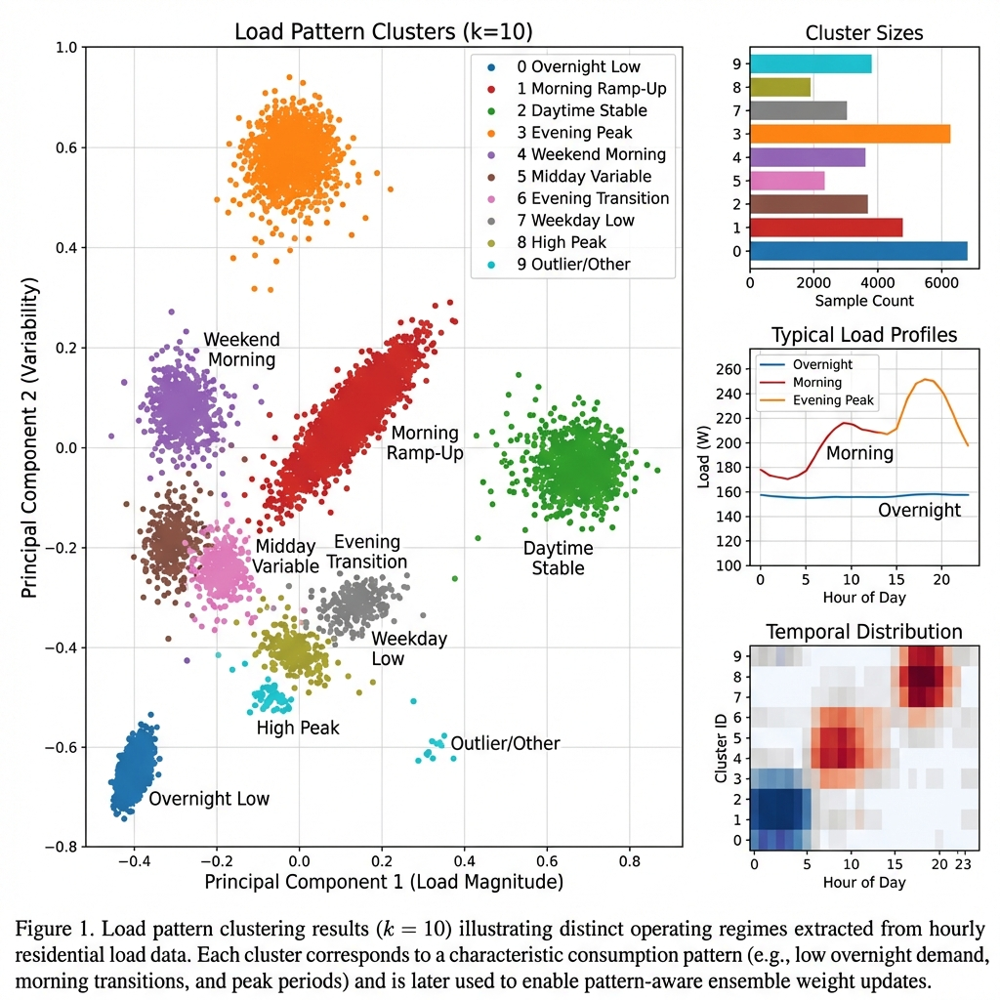 Load Pattern Clusters (k=10)
1.0
0.6
0.4
0.2
0.0
−0.2
−0.4
−0.6
−0.8
Principal Component 2 (Variability)
0 Overnight Low
1 Morning Ramp-Up
2 Daytime Stable
3 Evening Peak
4 Weekend Morning
5 Midday Variable
6 Evening Transition
7 Weekday Low
8 High Peak
9 Outlier/Other
Weekend
Morning
Morning
Ramp-Up
Midday
Variable
Evening
Transition
Daytime
Stable
Weekday
Low
High Peak
Outlier/Other
Overnight Low
−0.4
−0.2
0.0
0.2
0.4
0.6
0.8
Principal Component 1 (Load Magnitude)
Cluster Sizes
9
8
7
3
4
5
2
1
0
0
2000
4000
6000
Sample Count
Typical Load Profiles
260
240
220
200
180
160
140
120
100
Load (W)
Overnight
Morning
Evening Peak
Morning
Overnight
0
5
10
15
20
Hour of Day
Temporal Distribution
9
8
7
6
5
4
3
2
1
0
Cluster ID
0
5
10
15
20
23
Hour of Day
Figure 1. Load pattern clustering results (k = 10) illustrating distinct operating regimes extracted from hourly
residential load data. Each cluster corresponds to a characteristic consumption pattern (e.g., low overnight demand,
morning transitions, and peak periods) and is later used to enable pattern-aware ensemble weight updates.